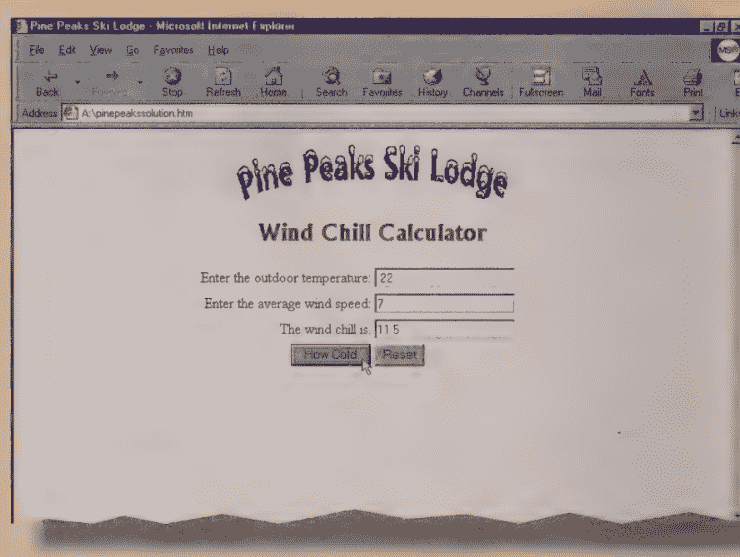 Pine Peaks Ski Lodge - Microsoft Internet Explorer
File Edit View Go Favorites Help
Back Forward Stop Refresh Home Search Favorites History Channels Fullscreen Mail Fonts Print
Address A:\pinepeakssolution.htm Links
Pine Peaks Ski Lodge
Wind Chill Calculator
Enter the outdoor temperature: 22
Enter the average wind speed: 7
The wind chill is: 11.5
How Cold Reset